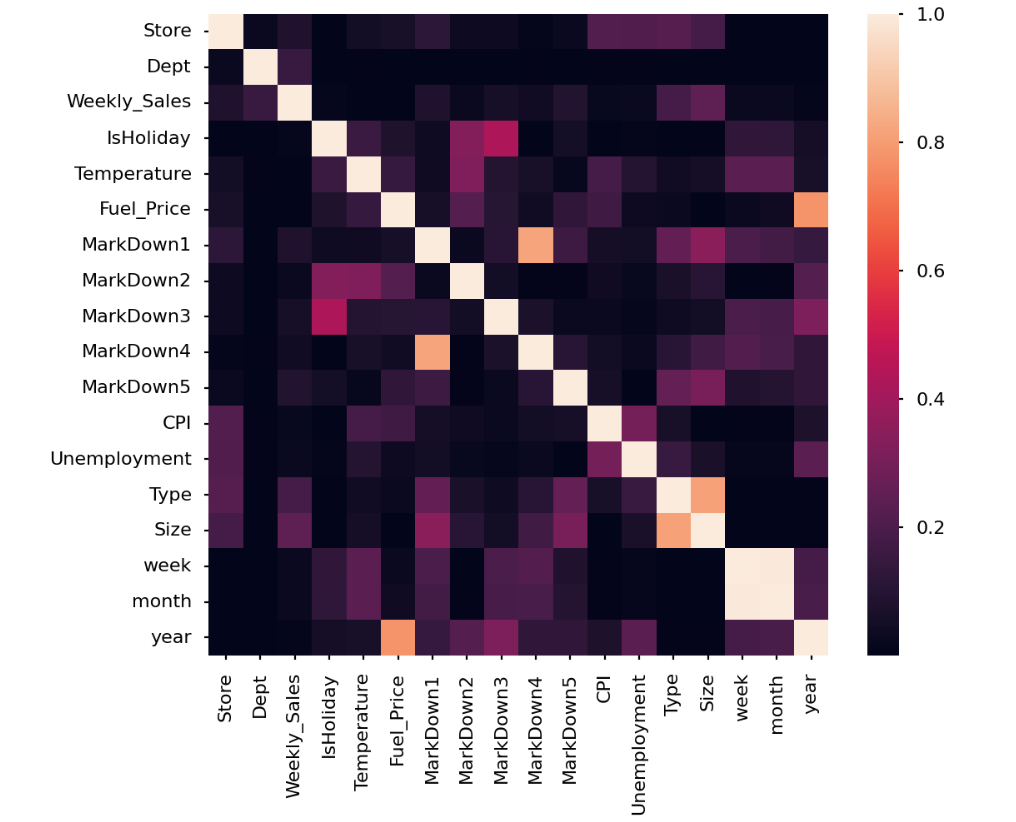 Store
Dept
Weekly_Sales
IsHoliday
Temperature
Fuel_Price
MarkDown1
MarkDown2
MarkDown3
MarkDown4
MarkDown5
CPI
Unemployment
Type
Size
week
month
year
Store
Dept
Weekly_Sales
IsHoliday
Temperature
Fuel_Price
MarkDown1
MarkDown2
MarkDown3
MarkDown4
MarkDown5
CPI
Unemployment
Type
Size
week
month
year
1.0
0.8
0.6
0.4
0.2